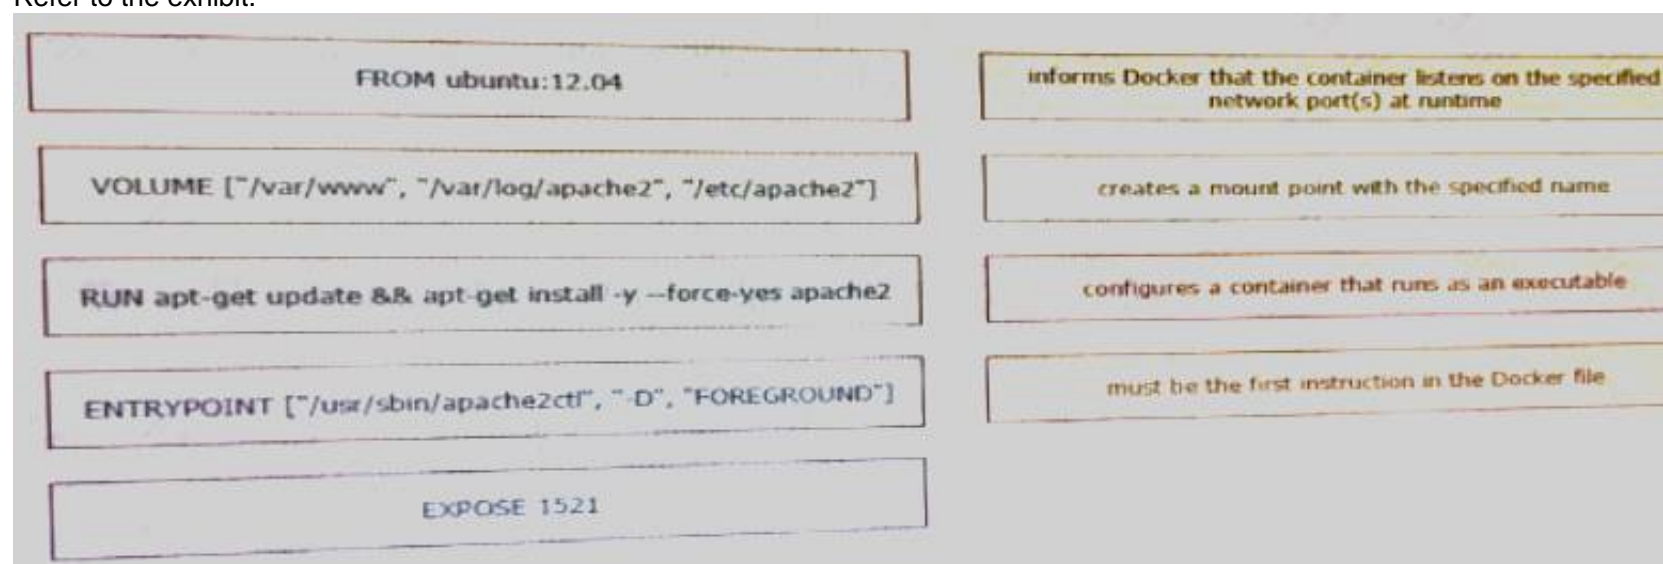 Refer to the exhibit.
FROM ubuntu:12.04
VOLUME ["/var/www", "/var/log/apache2", "/etc/apache2"]
RUN apt-get update && apt-get install -y --force-yes apache2
ENTRYPOINT ["/usr/sbin/apache2ctl", "-D", "FOREGROUND"]
EXPOSE 1521
informs Docker that the container listens on the specified
network port(s) at runtime
creates a mount point with the specified name
configures a container that runs as an executable
must be the first instruction in the Docker file